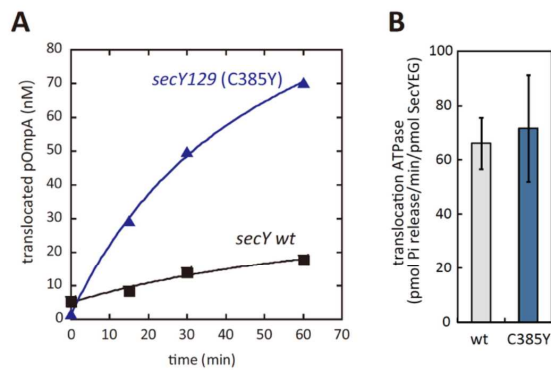 A
translocated pOmpA (nM)
80
70
60
50
40
30
20
10
0
secY129 (C385Y)
secY wt
0 10 20 30 40 50 60 70
time (min)
B
translocation ATPase
(pmol Pi release/min/pmol SecYEG)
100
80
60
40
20
0
wt C385Y